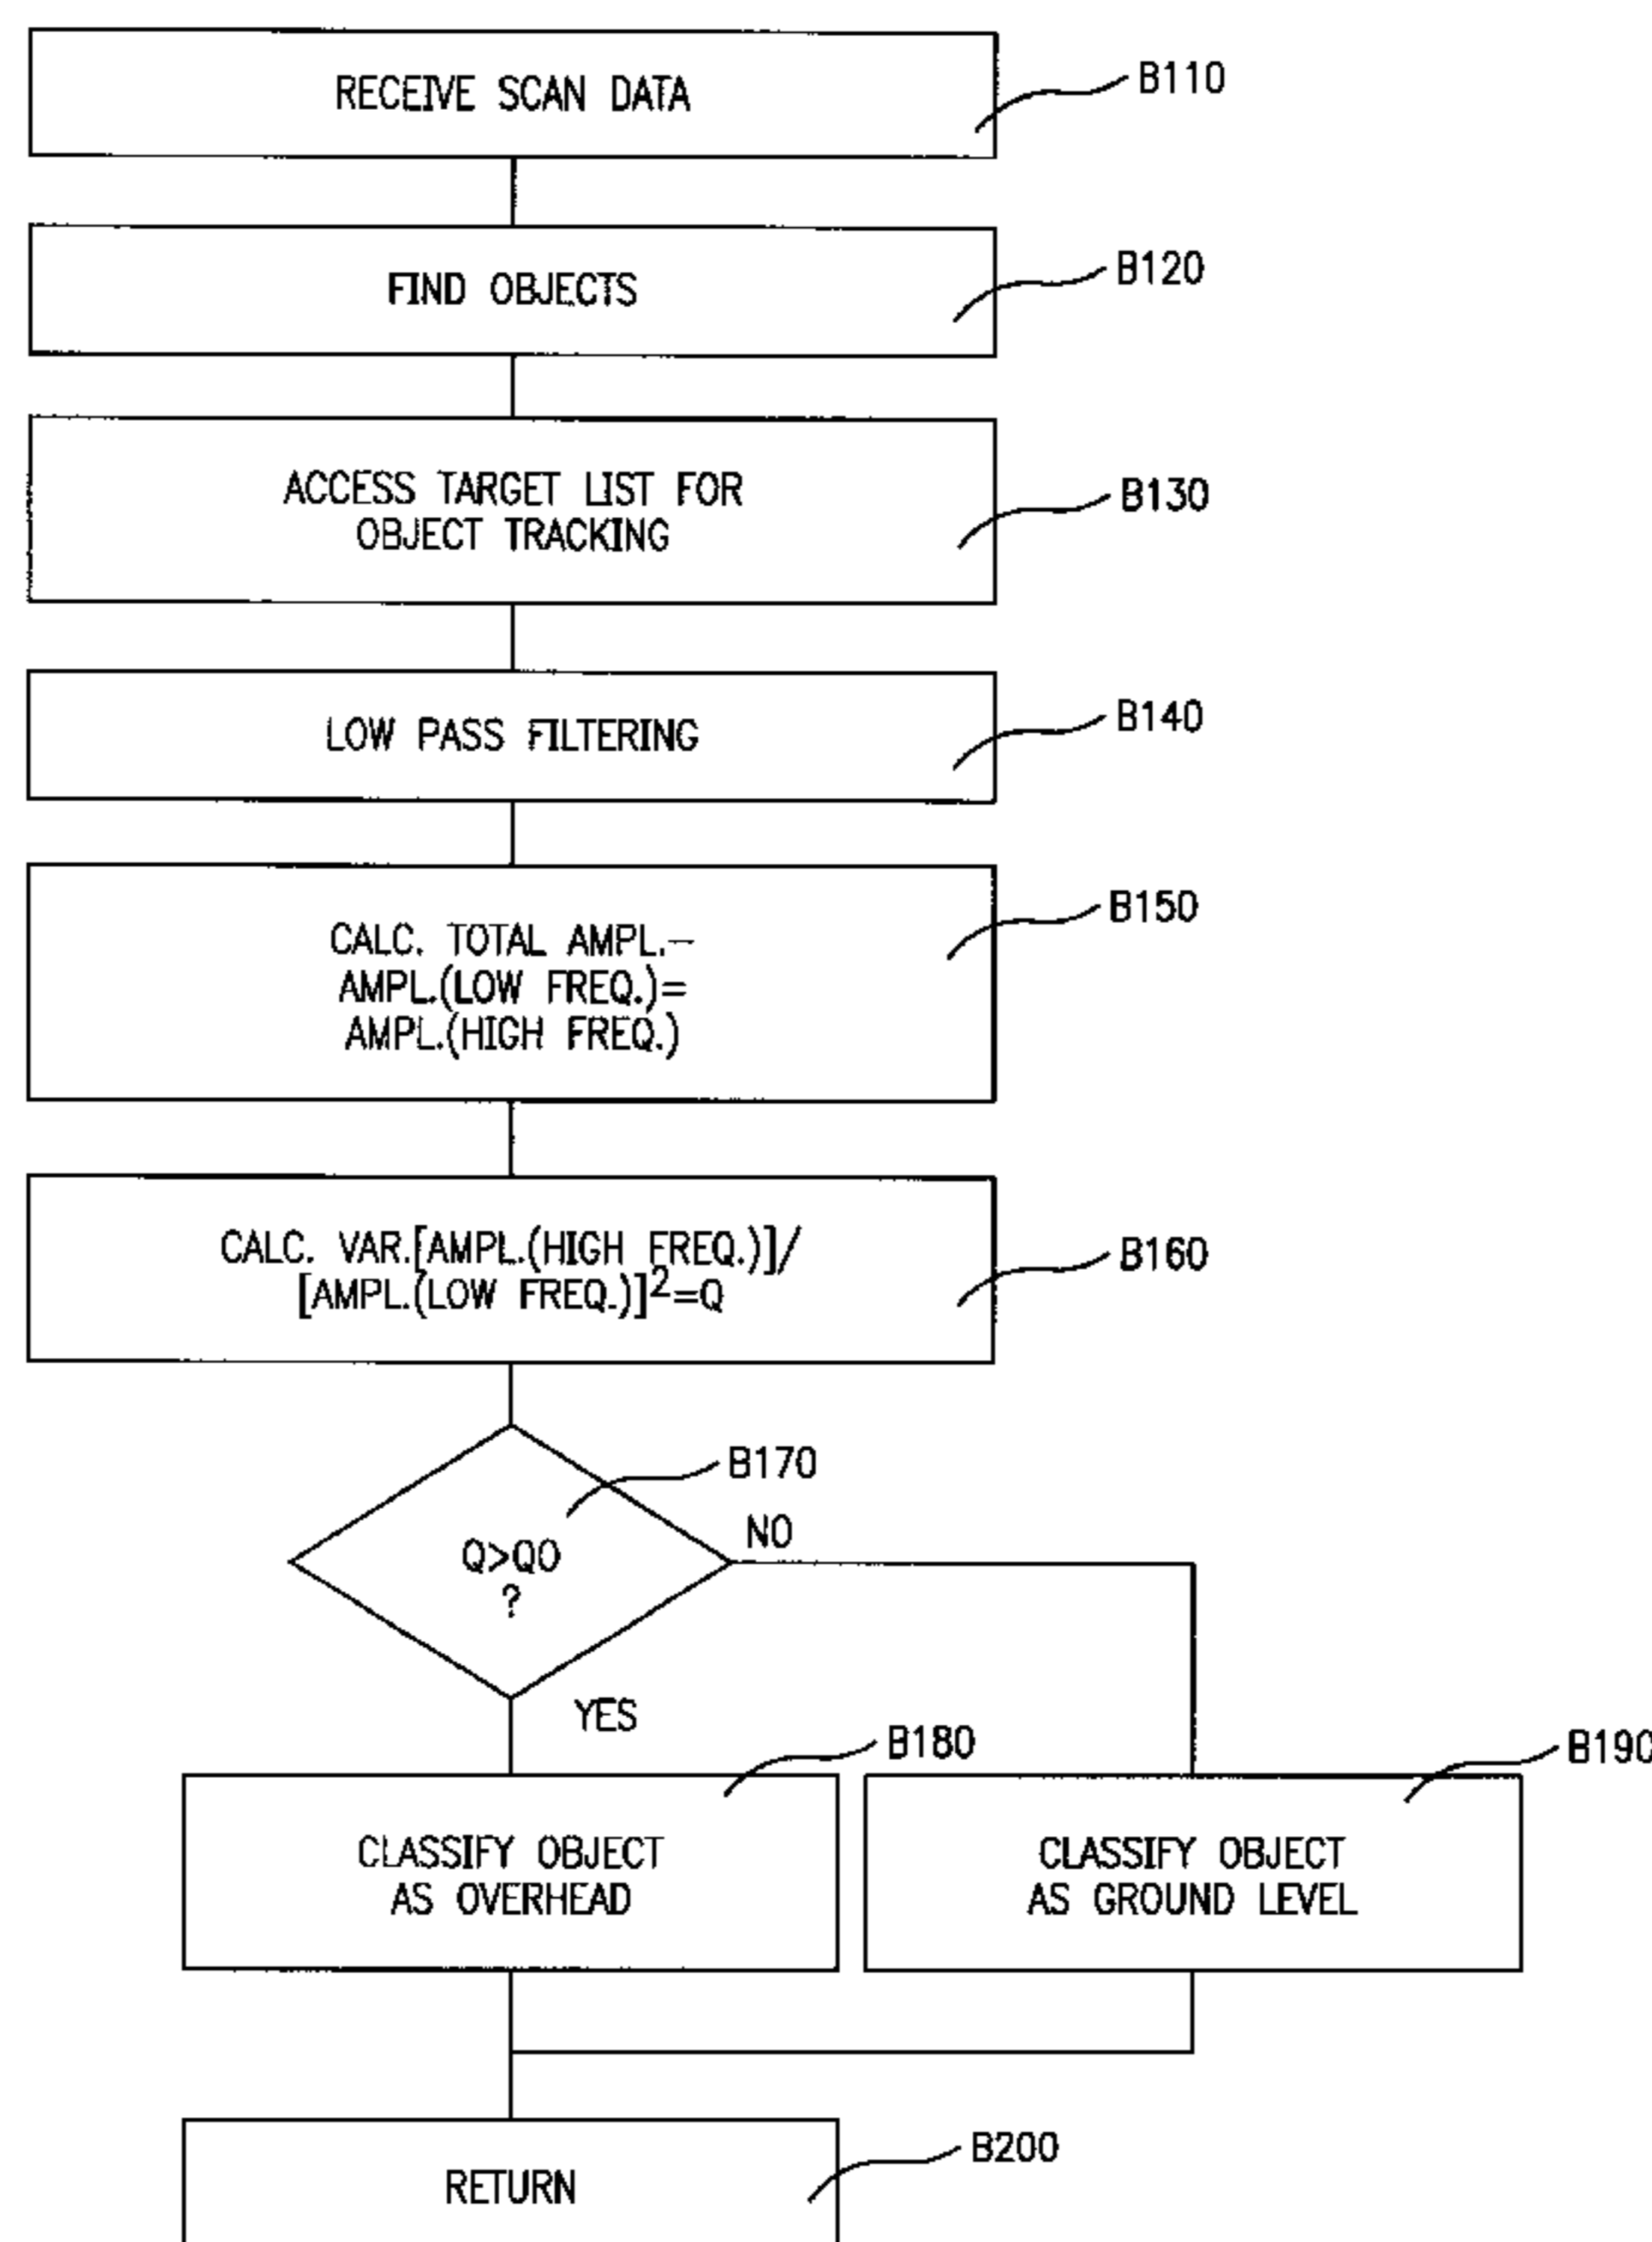 RECEIVE SCAN DATA
B110
FIND OBJECTS
B120
ACCESS TARGET LIST FOR
OBJECT TRACKING
B130
LOW PASS FILTERING
B140
CALC. TOTAL AMPL.-
AMPL.(LOW FREQ.)=
AMPL.(HIGH FREQ.)
B150
CALC. VAR.[AMPL.(HIGH FREQ.)]/
[AMPL.(LOW FREQ.)]²=Q
B160
B170
Q>Q0
?
NO
YES
B180
B190
CLASSIFY OBJECT
AS OVERHEAD
CLASSIFY OBJECT
AS GROUND LEVEL
B200
RETURN